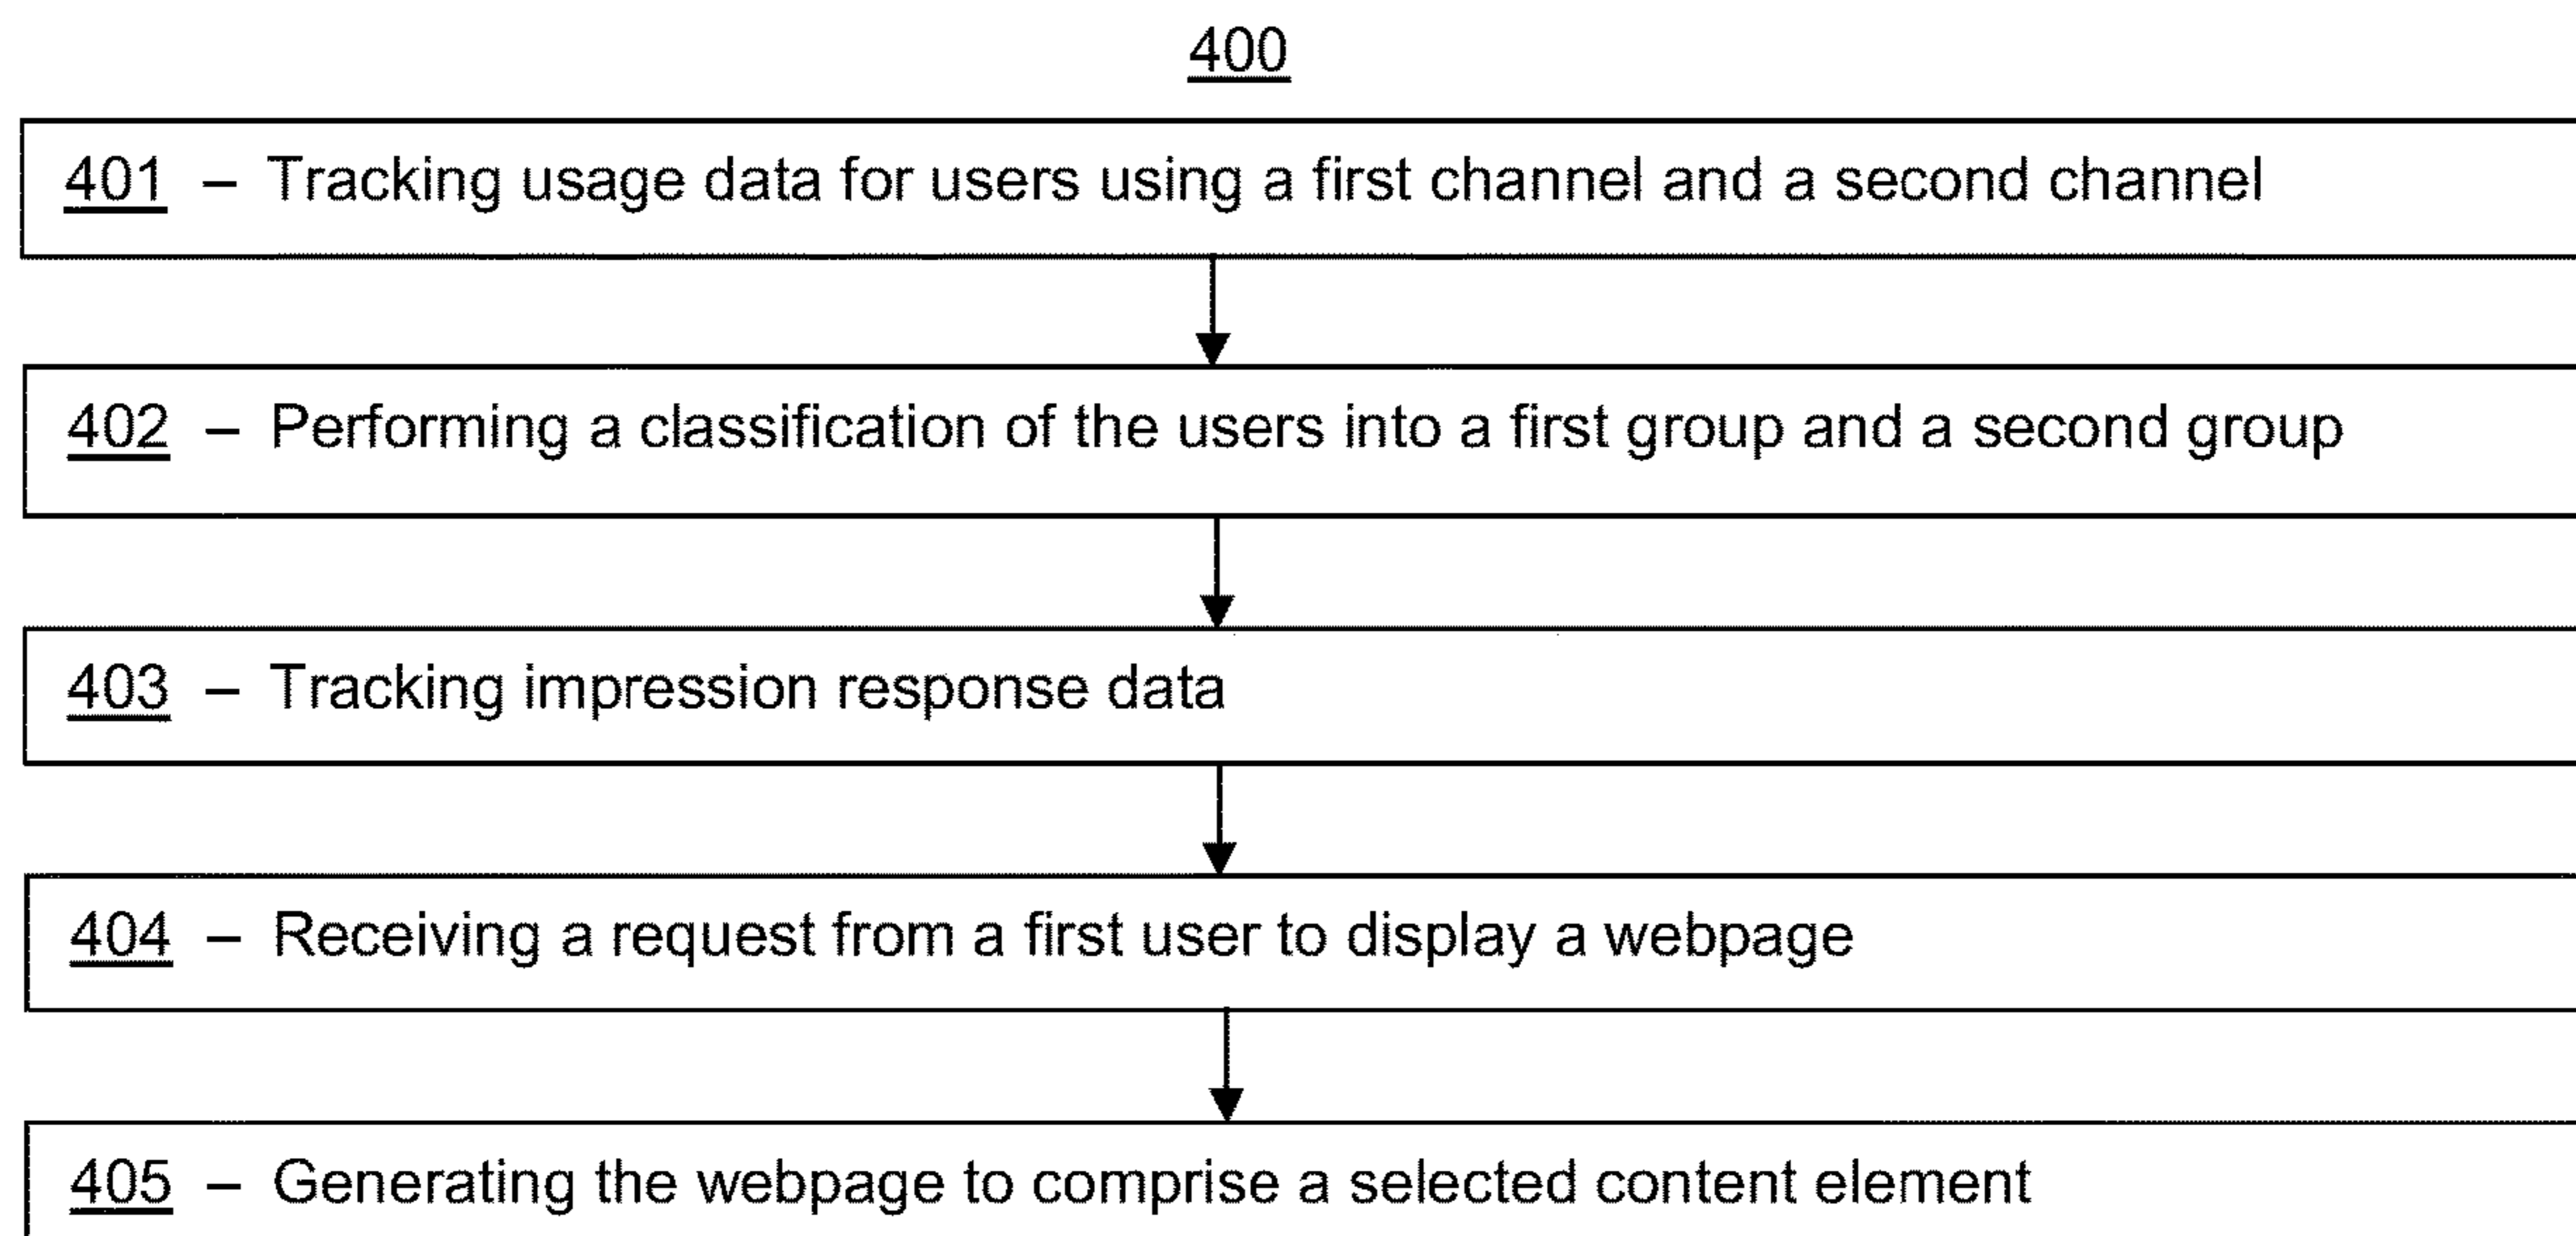 400
401 – Tracking usage data for users using a first channel and a second channel
402 – Performing a classification of the users into a first group and a second group
403 – Tracking impression response data
404 – Receiving a request from a first user to display a webpage
405 – Generating the webpage to comprise a selected content element